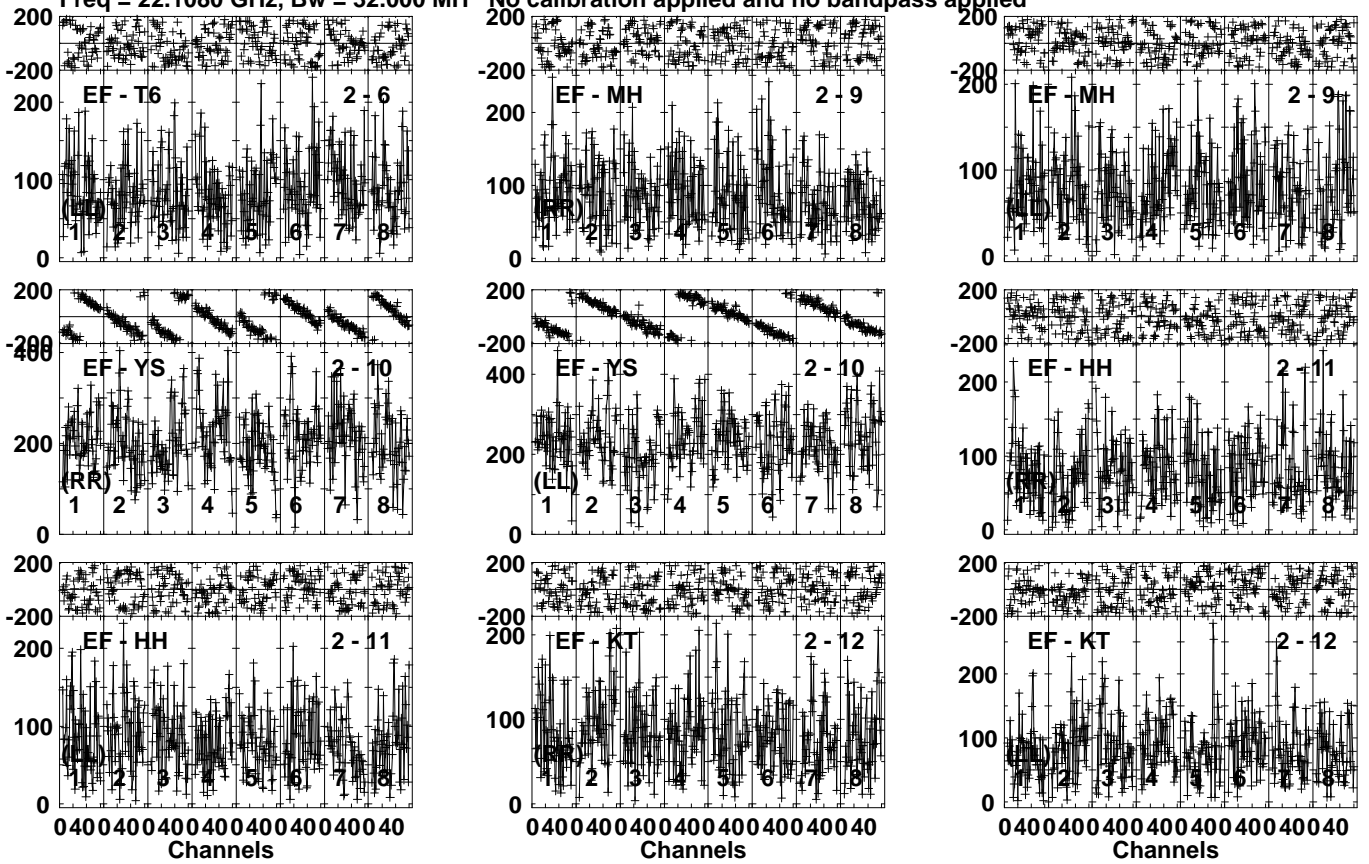 Freq = 22.1080 GHz, Bw = 32.000 MH No calibration applied and no bandpass applied
200 200 200
-200 -200 -200
EF - T6 2 - 6 EF - MH 2 - 9 EF - MH 2 - 9
200 200 200
100 100 100
(LL) (RR) (LL)
1 2 3 4 5 6 7 8 1 2 3 4 5 6 7 8 1 2 3 4 5 6 7 8
0 0 0
200 200 200
-200 -200 -200
400
EF - YS 2 - 10 EF - YS 2 - 10 EF - HH 2 - 11
400 200
200 200 100
(RR) (LL) (RR)
1 2 3 4 5 6 7 8 1 2 3 4 5 6 7 8 1 2 3 4 5 6 7 8
0 0 0
200 200 200
-200 -200 -200
EF - HH 2 - 11 EF - KT 2 - 12 EF - KT 2 - 12
200 200 200
100 100 100
(LL) (RR) (LL)
1 2 3 4 5 6 7 8 1 2 3 4 5 6 7 8 1 2 3 4 5 6 7 8
0 0 0
0 40 0 40 0 40 0 40 0 40 0 40 0 40 0 40 0 40 0 40 0 40 0 40 0 40 0 40 0 40 0 40 0 40 0 40 0 40 0 40 0 40 0 40 0 40 0 40
Channels Channels Channels